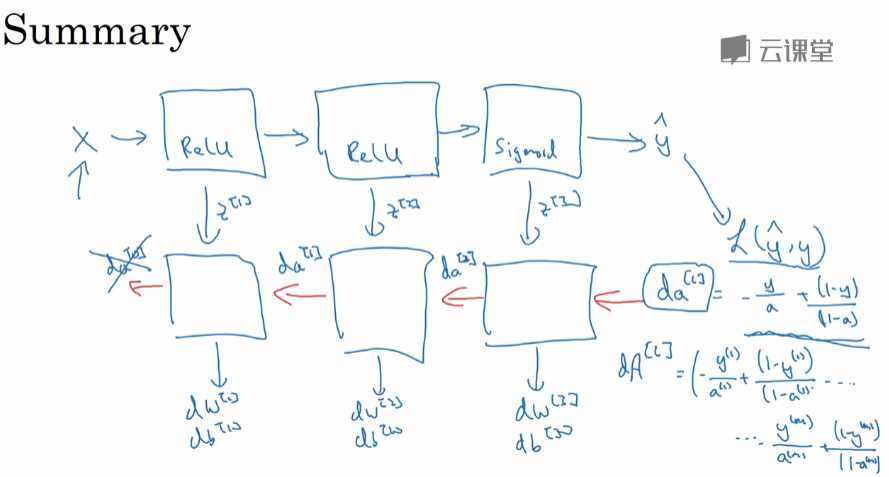 Summary
云课堂
X → ReLU → ReLU → Sigmoid → ŷ
z^[1] z^[2] z^[3]
L(ŷ, y)
da^[0] da^[1] da^[2] da^[L] = - y/a + (1-y)/(1-a)
dA^[L] = (- y^(1)/a^(1) + (1-y^(1))/(1-a^(1)) ....
... y^(m)/a^(m) + (1-y^(m))/(1-a^(m))
dw^[1] dw^[2] dw^[3]
db^[1] db^[2] db^[3]